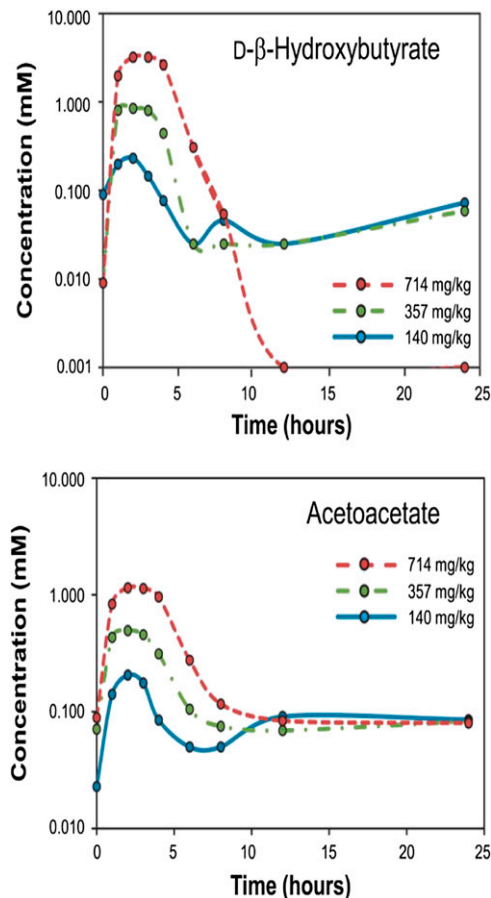 D-β-Hydroxybutyrate
Concentration (mM)
10.000
1.000
0.100
0.010
0.001
714 mg/kg
357 mg/kg
140 mg/kg
0 5 10 15 20 25
Time (hours)
Acetoacetate
Concentration (mM)
10.000
1.000
0.100
0.010
714 mg/kg
357 mg/kg
140 mg/kg
0 5 10 15 20 25
Time (hours)